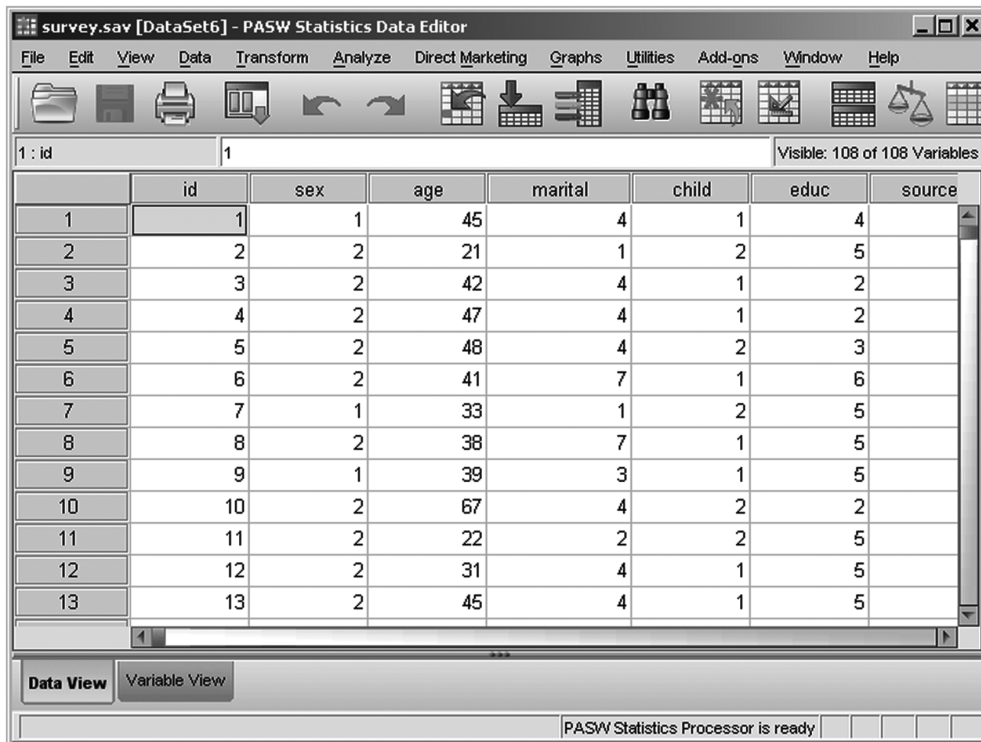 survey.sav [DataSet6] - PASW Statistics Data Editor
File Edit View Data Transform Analyze Direct Marketing Graphs Utilities Add-ons Window Help
1 : id 1 Visible: 108 of 108 Variables
id sex age marital child educ source
1 1 1 45 4 1 4
2 2 2 21 1 2 5
3 3 2 42 4 1 2
4 4 2 47 4 1 2
5 5 2 48 4 2 3
6 6 2 41 7 1 6
7 7 1 33 1 2 5
8 8 2 38 7 1 5
9 9 1 39 3 1 5
10 10 2 67 4 2 2
11 11 2 22 2 2 5
12 12 2 31 4 1 5
13 13 2 45 4 1 5
Data View Variable View
PASW Statistics Processor is ready